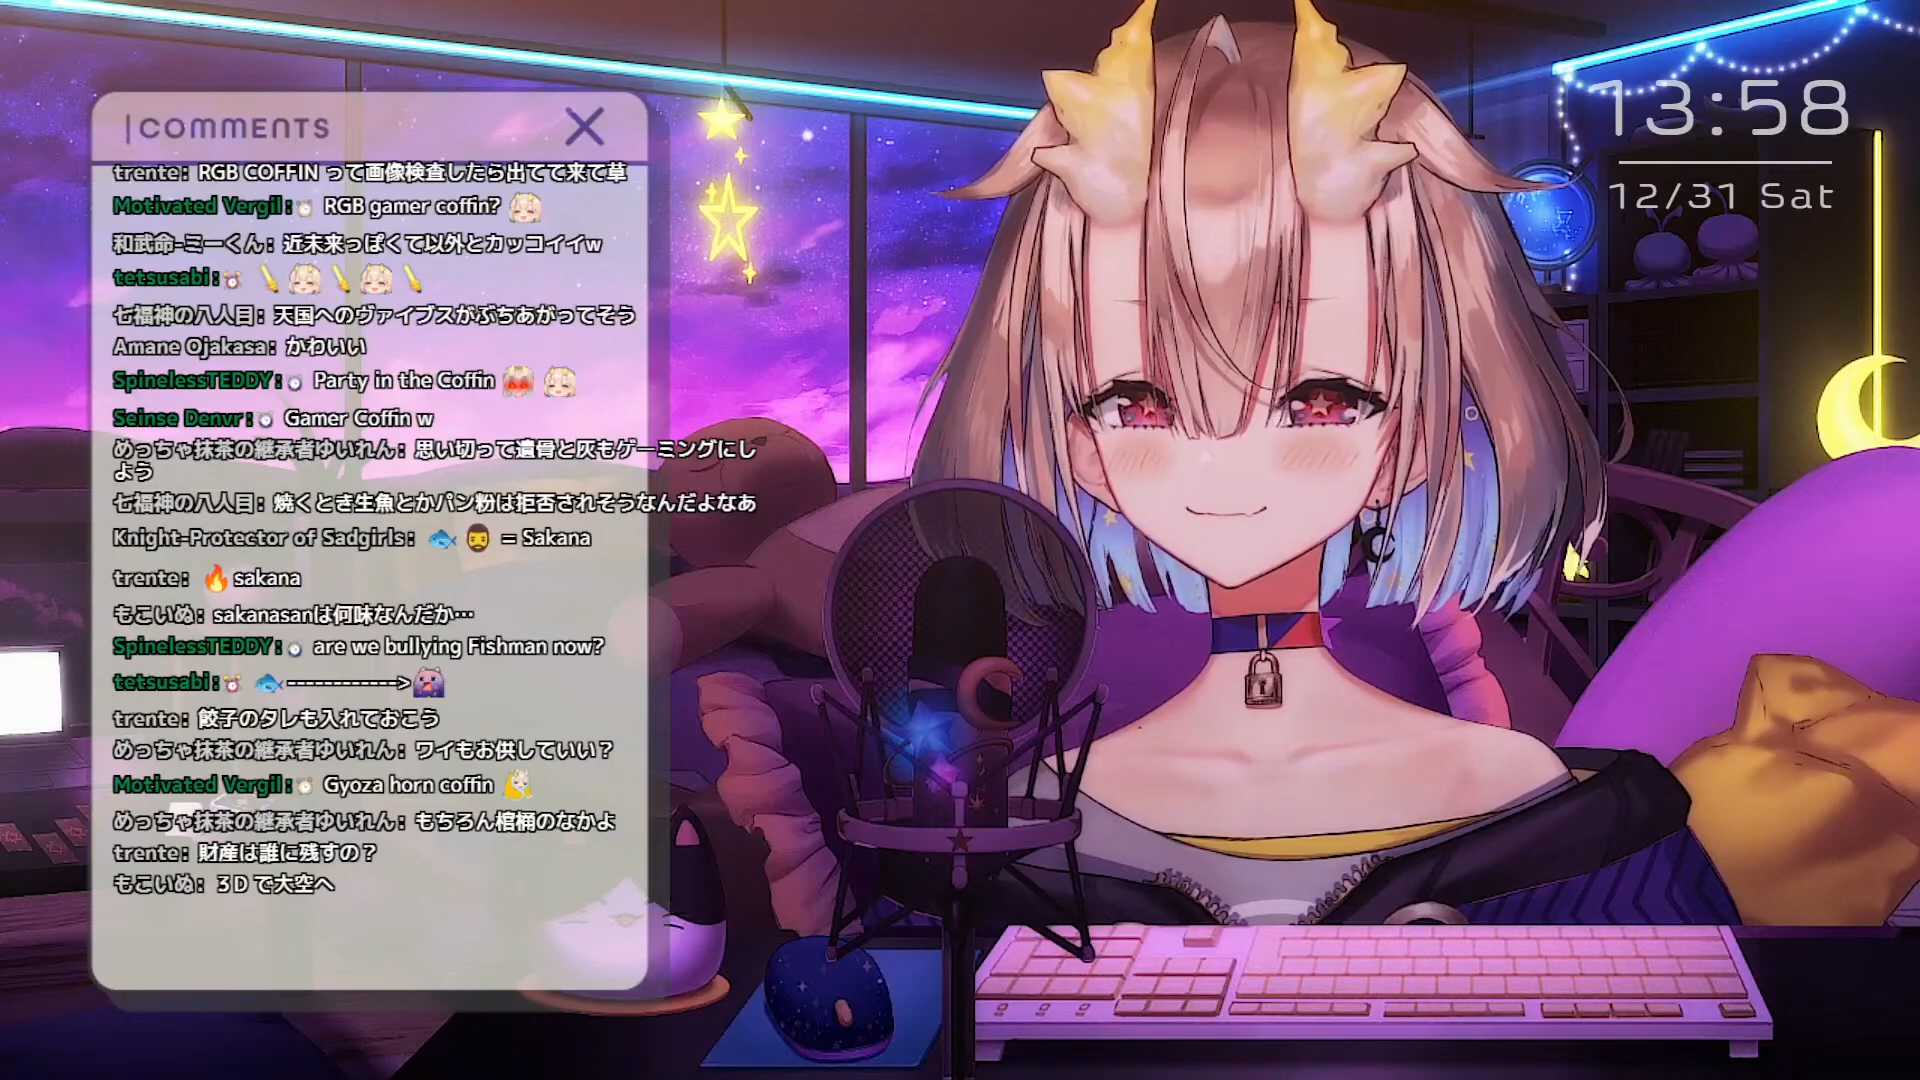 |COMMENTS
trente: RGB COFFIN って画像検査したら出てて来て草
Motivated Vergil: RGB gamer coffin?
和武命-ミーくん: 近未来っぽくて以外とカッコイイw
tetsusabi:
七福神の八人目: 天国へのヴァイブスがぶちあがってそう
Amane Ojakasa: かわいい
SpinelessTEDDY: Party in the Coffin
Seinse Denvr: Gamer Coffin w
めっちゃ抹茶の継承者ゆいれん: 思い切って遺骨と灰もゲーミングにし
よう
七福神の八人目: 焼くとき生魚とかパン粉は拒否されそうなんだよなあ
Knight-Protector of Sadgirls: 🐟 🧔 = Sakana
trente: 🔥sakana
もこいぬ: sakanasanは何味なんだか…
SpinelessTEDDY: are we bullying Fishman now?
tetsusabi: 🐟------------>
trente: 餃子のタレも入れておこう
めっちゃ抹茶の継承者ゆいれん: ワイもお供していい？
Motivated Vergil: Gyoza horn coffin
めっちゃ抹茶の継承者ゆいれん: もちろん棺桶のなかよ
trente: 財産は誰に残すの？
もこいぬ: ３Dで大空へ
13:58
12/31 Sat